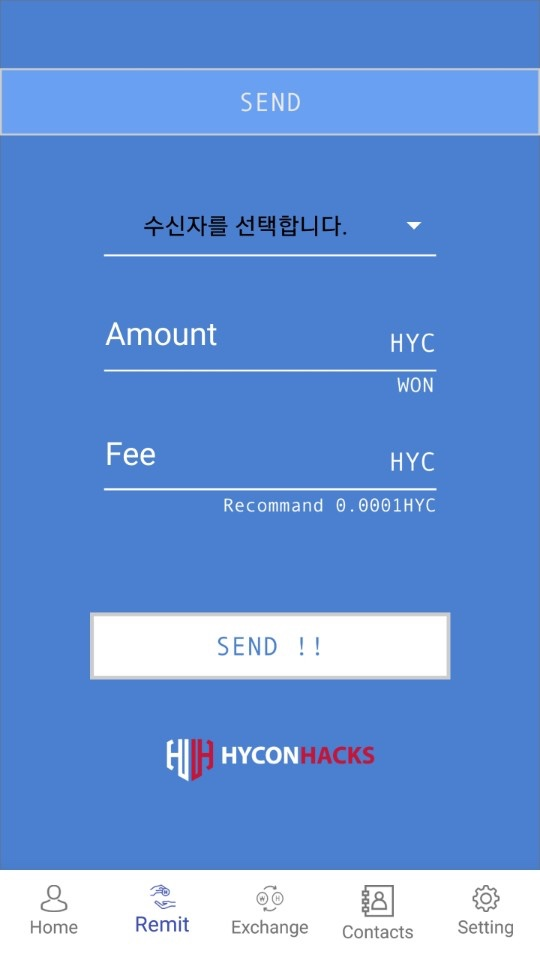 SEND
수신자를 선택합니다.
Amount
HYC
WON
Fee
HYC
Recommand 0.0001HYC
SEND !!
HYCONHACKS
Home
Remit
Exchange
Contacts
Setting